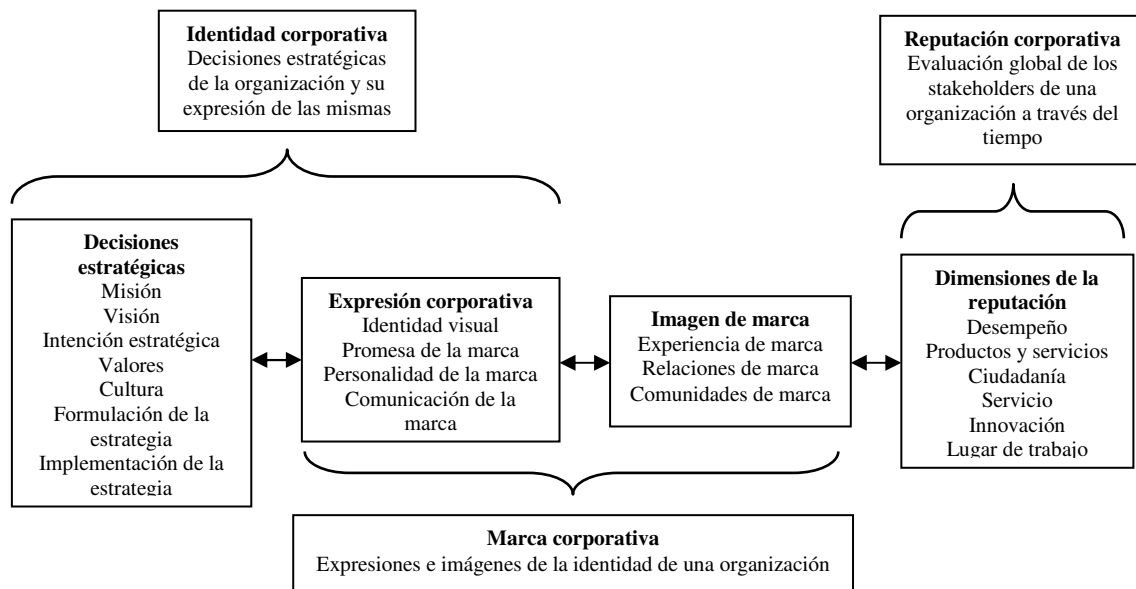 Identidad corporativa
Decisiones estratégicas
de la organización y su
expresión de las mismas
Reputación corporativa
Evaluación global de los
stakeholders de una
organización a través del
tiempo
Decisiones
estratégicas
Misión
Visión
Intención estratégica
Valores
Cultura
Formulación de la
estrategia
Implementación de la
estrategia
Expresión corporativa
Identidad visual
Promesa de la marca
Personalidad de la marca
Comunicación de la
marca
Imagen de marca
Experiencia de marca
Relaciones de marca
Comunidades de marca
Dimensiones de la
reputación
Desempeño
Productos y servicios
Ciudadanía
Servicio
Innovación
Lugar de trabajo
Marca corporativa
Expresiones e imágenes de la identidad de una organización